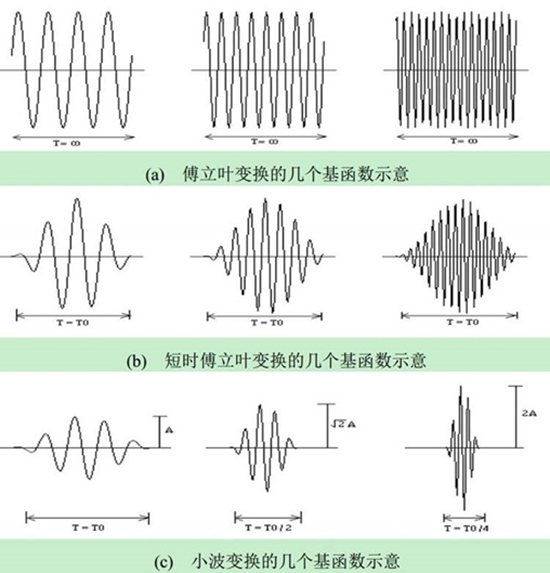 T= ∞ T= ∞ T= ∞
(a) 傅立叶变换的几个基函数示意
T=T0 T=T0 T=T0
(b) 短时傅立叶变换的几个基函数示意
A √2 A 2A
T=T0 T=T0/2 T=T0/4
(c) 小波变换的几个基函数示意